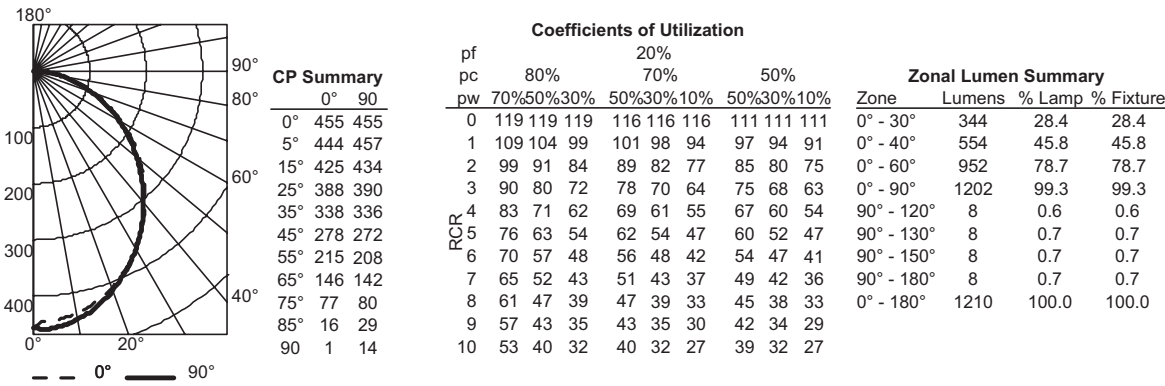 180°
90°
80°
60°
40°
100
200
300
400
0° 20°
0° 90°
CP Summary
0° 90
0° 455 455
5° 444 457
15° 425 434
25° 388 390
35° 338 336
45° 278 272
55° 215 208
65° 146 142
75° 77 80
85° 16 29
90 1 14
Coefficients of Utilization
pf 20%
pc 80% 70% 50%
pw 70%50%30% 50%30%10% 50%30%10%
RCR
0 119 119 119 116 116 116 111 111 111
1 109 104 99 101 98 94 97 94 91
2 99 91 84 89 82 77 85 80 75
3 90 80 72 78 70 64 75 68 63
4 83 71 62 69 61 55 67 60 54
5 76 63 54 62 54 47 60 52 47
6 70 57 48 56 48 42 54 47 41
7 65 52 43 51 43 37 49 42 36
8 61 47 39 47 39 33 45 38 33
9 57 43 35 43 35 30 42 34 29
10 53 40 32 40 32 27 39 32 27
Zonal Lumen Summary
Zone Lumens % Lamp % Fixture
0° - 30° 344 28.4 28.4
0° - 40° 554 45.8 45.8
0° - 60° 952 78.7 78.7
0° - 90° 1202 99.3 99.3
90° - 120° 8 0.6 0.6
90° - 130° 8 0.7 0.7
90° - 150° 8 0.7 0.7
90° - 180° 8 0.7 0.7
0° - 180° 1210 100.0 100.0